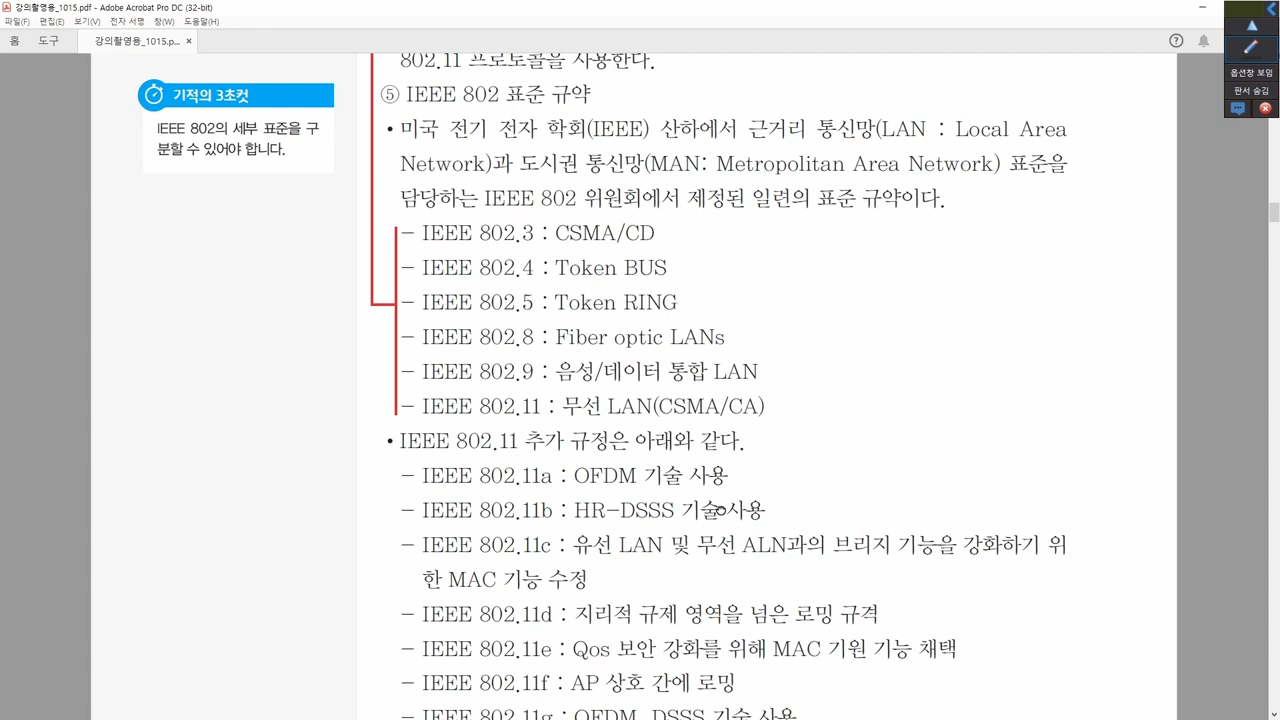 강의촬영용_1015.pdf - Adobe Acrobat Pro DC (32-bit)
파일(F) 편집(E) 보기(V) 전자 서명 창(W) 도움말(H)
홈 도구 강의촬영용_1015.p... ×
옵션창 보임
판서 숨김
기적의 3초컷
IEEE 802의 세부 표준을 구
분할 수 있어야 합니다.
802.11 프로토콜을 사용한다.
⑤ IEEE 802 표준 규약
• 미국 전기 전자 학회(IEEE) 산하에서 근거리 통신망(LAN : Local Area
Network)과 도시권 통신망(MAN: Metropolitan Area Network) 표준을
담당하는 IEEE 802 위원회에서 제정된 일련의 표준 규약이다.
– IEEE 802.3 : CSMA/CD
– IEEE 802.4 : Token BUS
– IEEE 802.5 : Token RING
– IEEE 802.8 : Fiber optic LANs
– IEEE 802.9 : 음성/데이터 통합 LAN
– IEEE 802.11 : 무선 LAN(CSMA/CA)
• IEEE 802.11 추가 규정은 아래와 같다.
– IEEE 802.11a : OFDM 기술 사용
– IEEE 802.11b : HR-DSSS 기술 사용
– IEEE 802.11c : 유선 LAN 및 무선 ALN과의 브리지 기능을 강화하기 위
한 MAC 기능 수정
– IEEE 802.11d : 지리적 규제 영역을 넘은 로밍 규격
– IEEE 802.11e : Qos 보안 강화를 위해 MAC 기원 기능 채택
– IEEE 802.11f : AP 상호 간에 로밍
– IEEE 802.11g : OFDM, DSSS 기술 사용